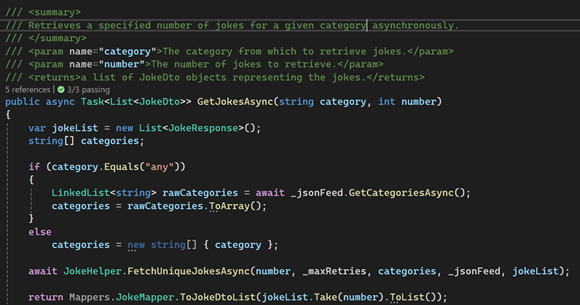 /// <summary>
/// Retrieves a specified number of jokes for a given category asynchronously.
/// </summary>
/// <param name="category">The category from which to retrieve jokes.</param>
/// <param name="number">The number of jokes to retrieve.</param>
/// <returns>a list of JokeDto objects representing the jokes.</returns>
5 references | 3/3 passing
public async Task<List<JokeDto>> GetJokesAsync(string category, int number)
{
    var jokeList = new List<JokeResponse>();
    string[] categories;

    if (category.Equals("any"))
    {
        LinkedList<string> rawCategories = await _jsonFeed.GetCategoriesAsync();
        categories = rawCategories.ToArray();
    }
    else
        categories = new string[] { category };

    await JokeHelper.FetchUniqueJokesAsync(number, _maxRetries, categories, _jsonFeed, jokeList);

    return Mappers.JokeMapper.ToJokeDtoList(jokeList.Take(number).ToList());